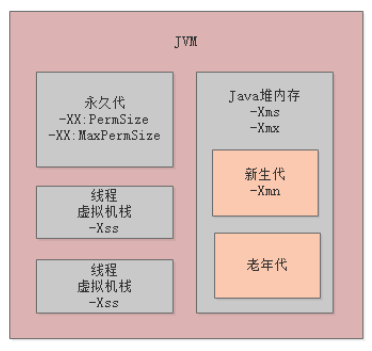 JVM
永久代
-XX:PermSize
-XX:MaxPermSize
线程
虚拟机栈
-Xss
线程
虚拟机栈
-Xss
Java堆内存
-Xms
-Xmx
新生代
-Xmn
老年代